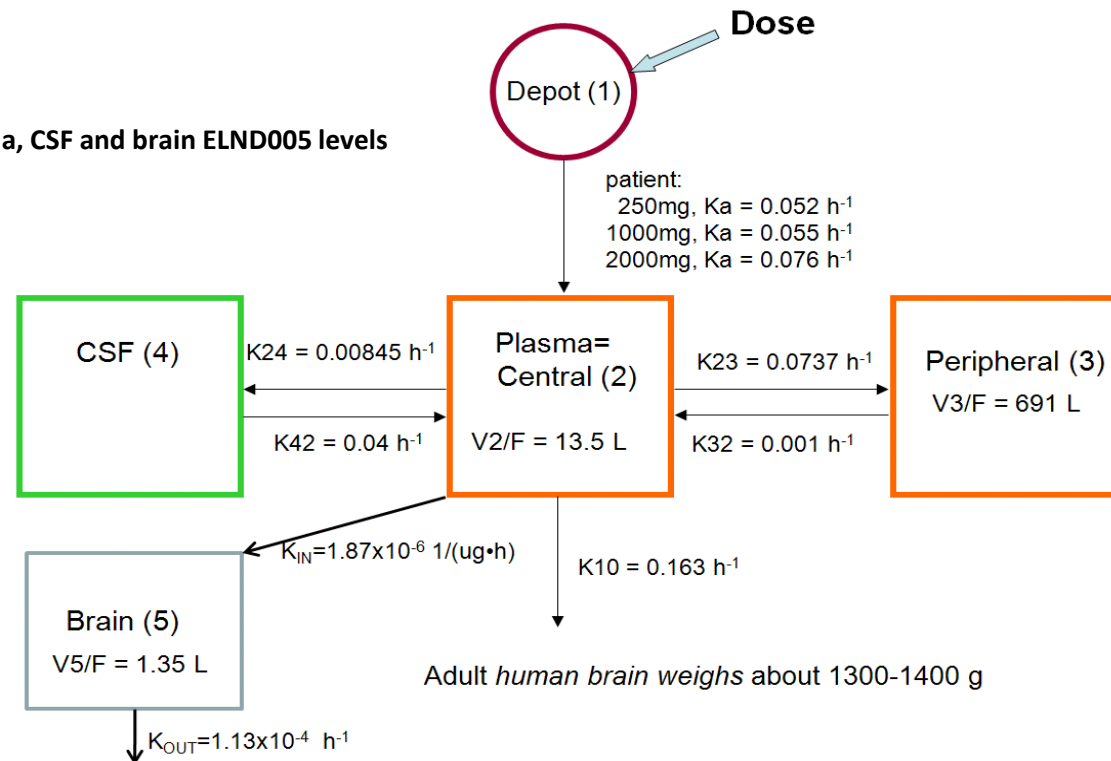 Dose
Depot (1)
a, CSF and brain ELND005 levels
patient:
250mg, Ka = 0.052 h⁻¹
1000mg, Ka = 0.055 h⁻¹
2000mg, Ka = 0.076 h⁻¹
CSF (4)
K24 = 0.00845 h⁻¹
K42 = 0.04 h⁻¹
Plasma=
Central (2)
V2/F = 13.5 L
K23 = 0.0737 h⁻¹
K32 = 0.001 h⁻¹
Peripheral (3)
V3/F = 691 L
K_IN=1.87x10⁻⁶ 1/(ug•h)
K10 = 0.163 h⁻¹
Brain (5)
V5/F = 1.35 L
Adult human brain weighs about 1300-1400 g
K_OUT=1.13x10⁻⁴ h⁻¹